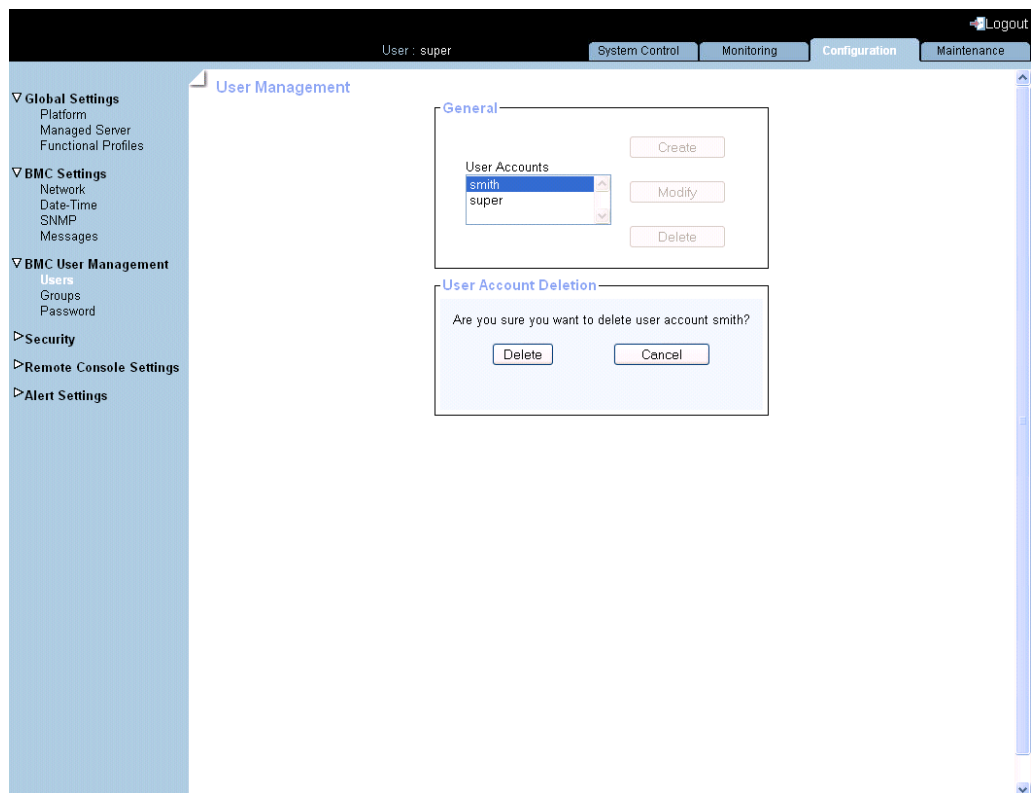 Logout
User : super
System Control
Monitoring
Configuration
Maintenance
Global Settings
Platform
Managed Server
Functional Profiles
BMC Settings
Network
Date-Time
SNMP
Messages
BMC User Management
Users
Groups
Password
Security
Remote Console Settings
Alert Settings
User Management
General
User Accounts
smith
super
Create
Modify
Delete
User Account Deletion
Are you sure you want to delete user account smith?
Delete
Cancel